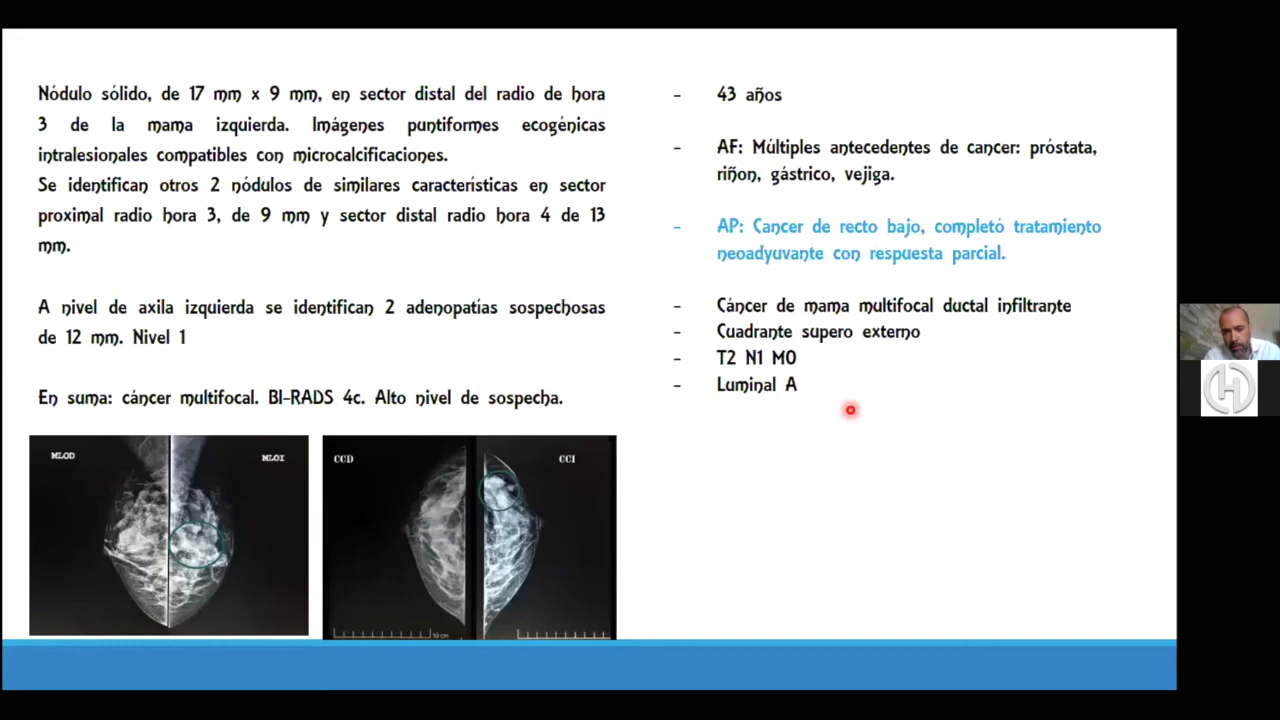 Nódulo sólido, de 17 mm x 9 mm, en sector distal del radio de hora
3 de la mama izquierda. Imágenes puntiformes ecogénicas
intralesionales compatibles con microcalcificaciones.
Se identifican otros 2 nódulos de similares características en sector
proximal radio hora 3, de 9 mm y sector distal radio hora 4 de 13
mm.
A nivel de axila izquierda se identifican 2 adenopatías sospechosas
de 12 mm. Nivel 1
En suma: cáncer multifocal. BI-RADS 4c. Alto nivel de sospecha.
MLOD
MLOI
CCD
CCI
10 cm
- 43 años
- AF: Múltiples antecedentes de cancer: próstata,
riñon, gástrico, vejiga.
- AP: Cancer de recto bajo, completó tratamiento
neoadyuvante con respuesta parcial.
- Cáncer de mama multifocal ductal infiltrante
- Cuadrante supero externo
- T2 N1 M0
- Luminal A
H